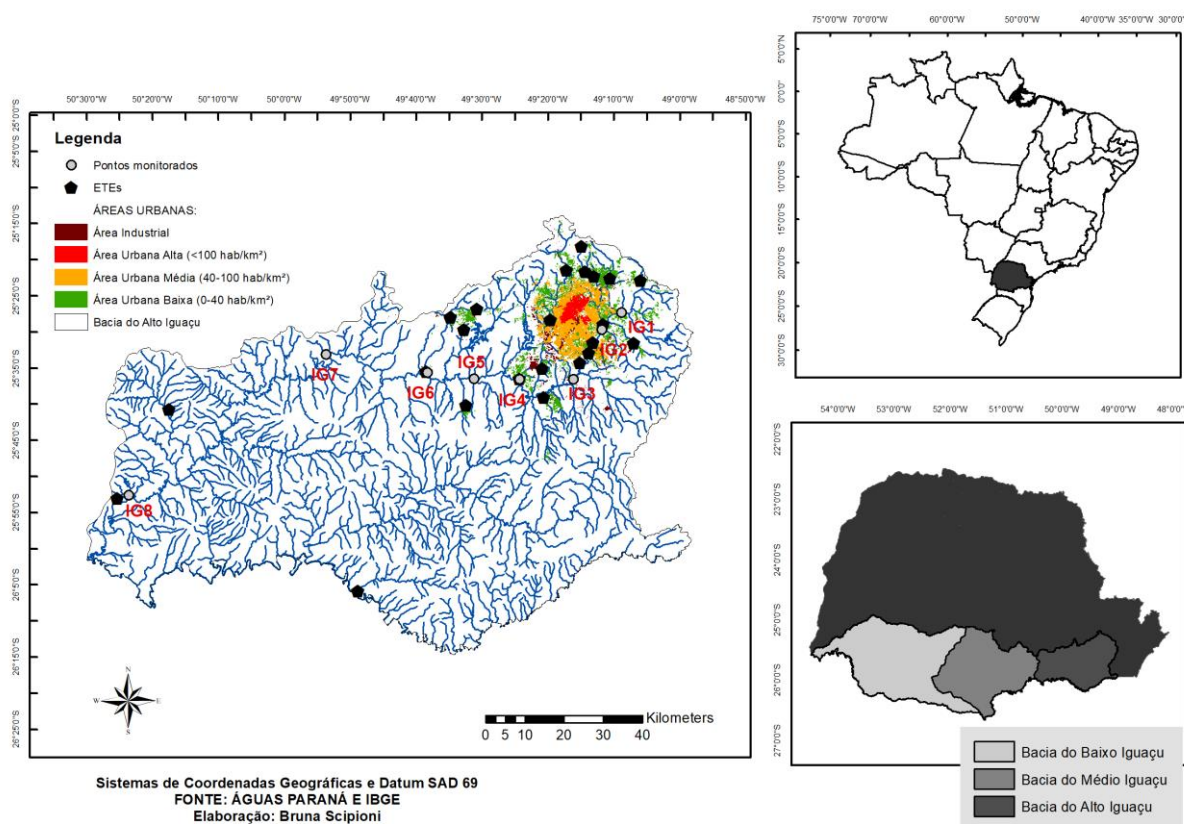 50°30'0"W 50°20'0"W 50°10'0"W 50°0'0"W 49°50'0"W 49°40'0"W 49°30'0"W 49°20'0"W 49°10'0"W 49°0'0"W 48°50'0"W
25°5'0"S
25°15'0"S
25°25'0"S
25°35'0"S
25°45'0"S
25°55'0"S
26°15'0"S
26°25'0"S
Legenda
Pontos monitorados
ETEs
ÁREAS URBANAS:
Área Industrial
Área Urbana Alta (<100 hab/km²)
Área Urbana Média (40-100 hab/km²)
Área Urbana Baixa (0-40 hab/km²)
Bacia do Alto Iguaçu
IG1
IG2
IG3
IG4
IG5
IG6
IG7
IG8
N
W E
S
Kilometers
0 5 10 20 30 40
Sistemas de Coordenadas Geográficas e Datum SAD 69
FONTE: ÁGUAS PARANÁ E IBGE
Elaboração: Bruna Scipioni
75°0'0"W 70°0'0"W 60°0'0"W 50°0'0"W 40°0'0"W 35°0'0"W 30°0'0"
5°0'0"N
0°0'0"
5°0'0"S
10°0'0"S
15°0'0"S
20°0'0"S
25°0'0"S
30°0'0"S
54°0'0"W 53°0'0"W 52°0'0"W 51°0'0"W 50°0'0"W 49°0'0"W 48°0'0"W
22°0'0"S
23°0'0"S
24°0'0"S
25°0'0"S
26°0'0"S
27°0'0"S
Bacia do Baixo Iguaçu
Bacia do Médio Iguaçu
Bacia do Alto Iguaçu